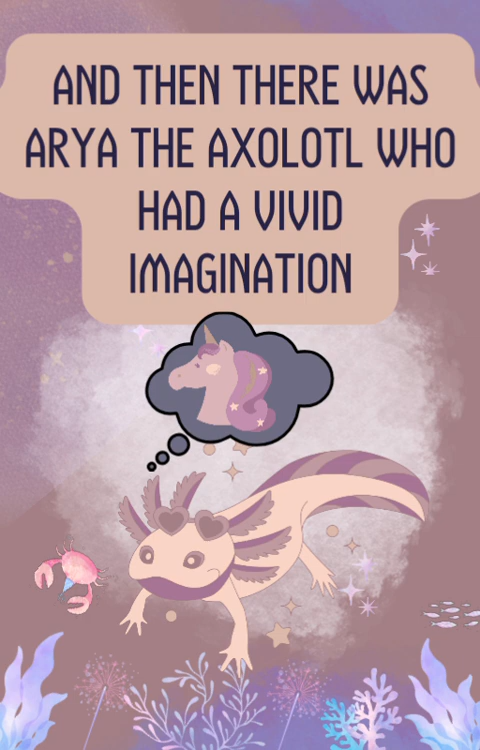 AND THEN THERE WAS
ARYA THE AXOLOTL WHO
HAD A VIVID
IMAGINATION